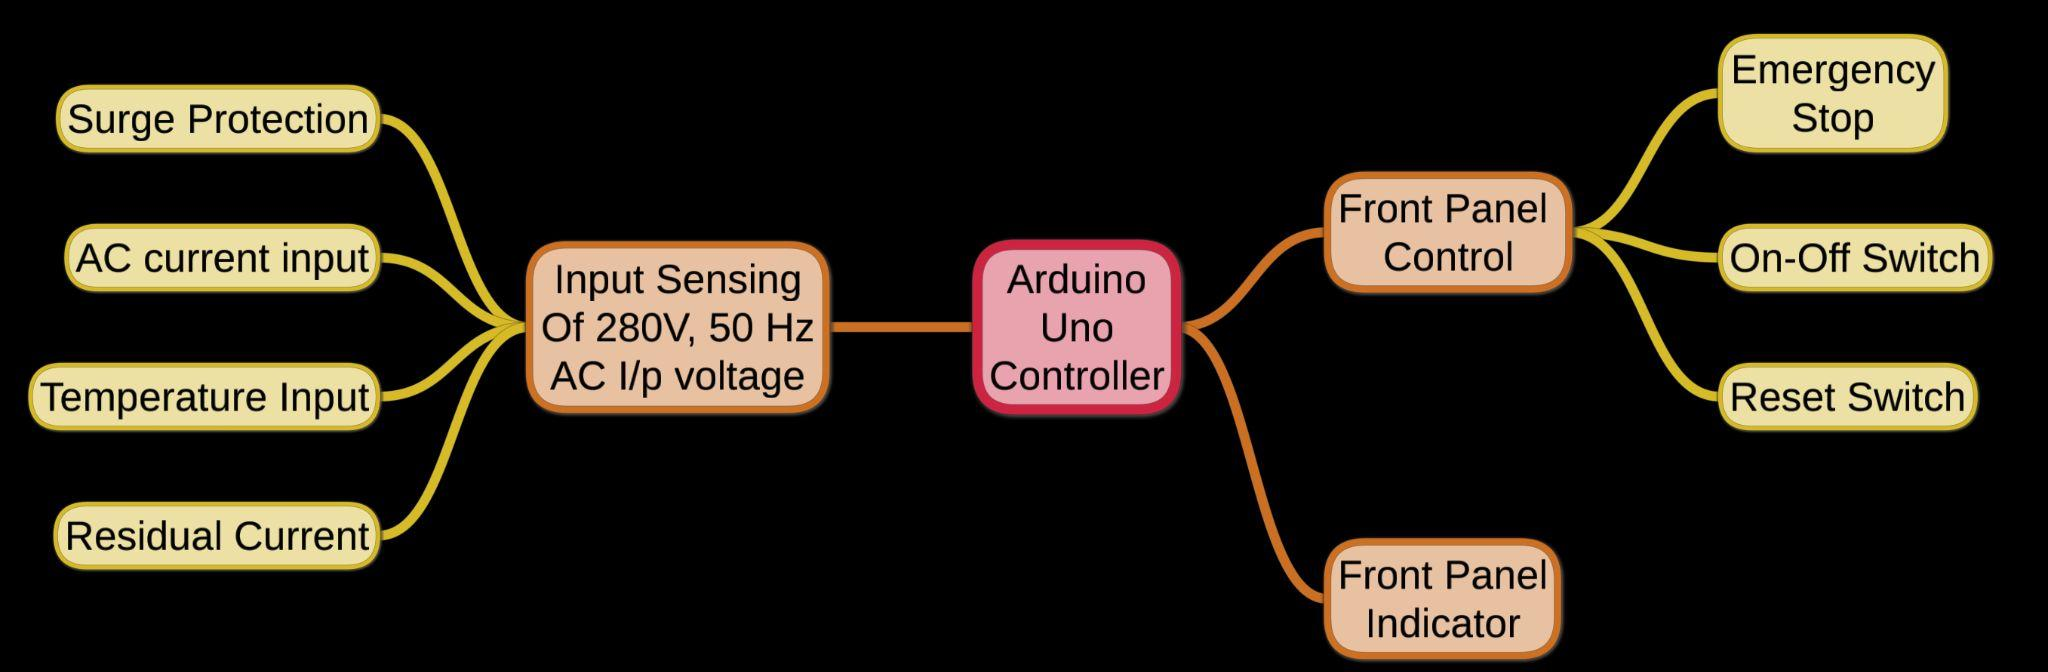 Surge Protection
AC current input
Temperature Input
Residual Current
Input Sensing
Of 280V, 50 Hz
AC I/p voltage
Arduino
Uno
Controller
Front Panel
Control
Emergency
Stop
On-Off Switch
Reset Switch
Front Panel
Indicator